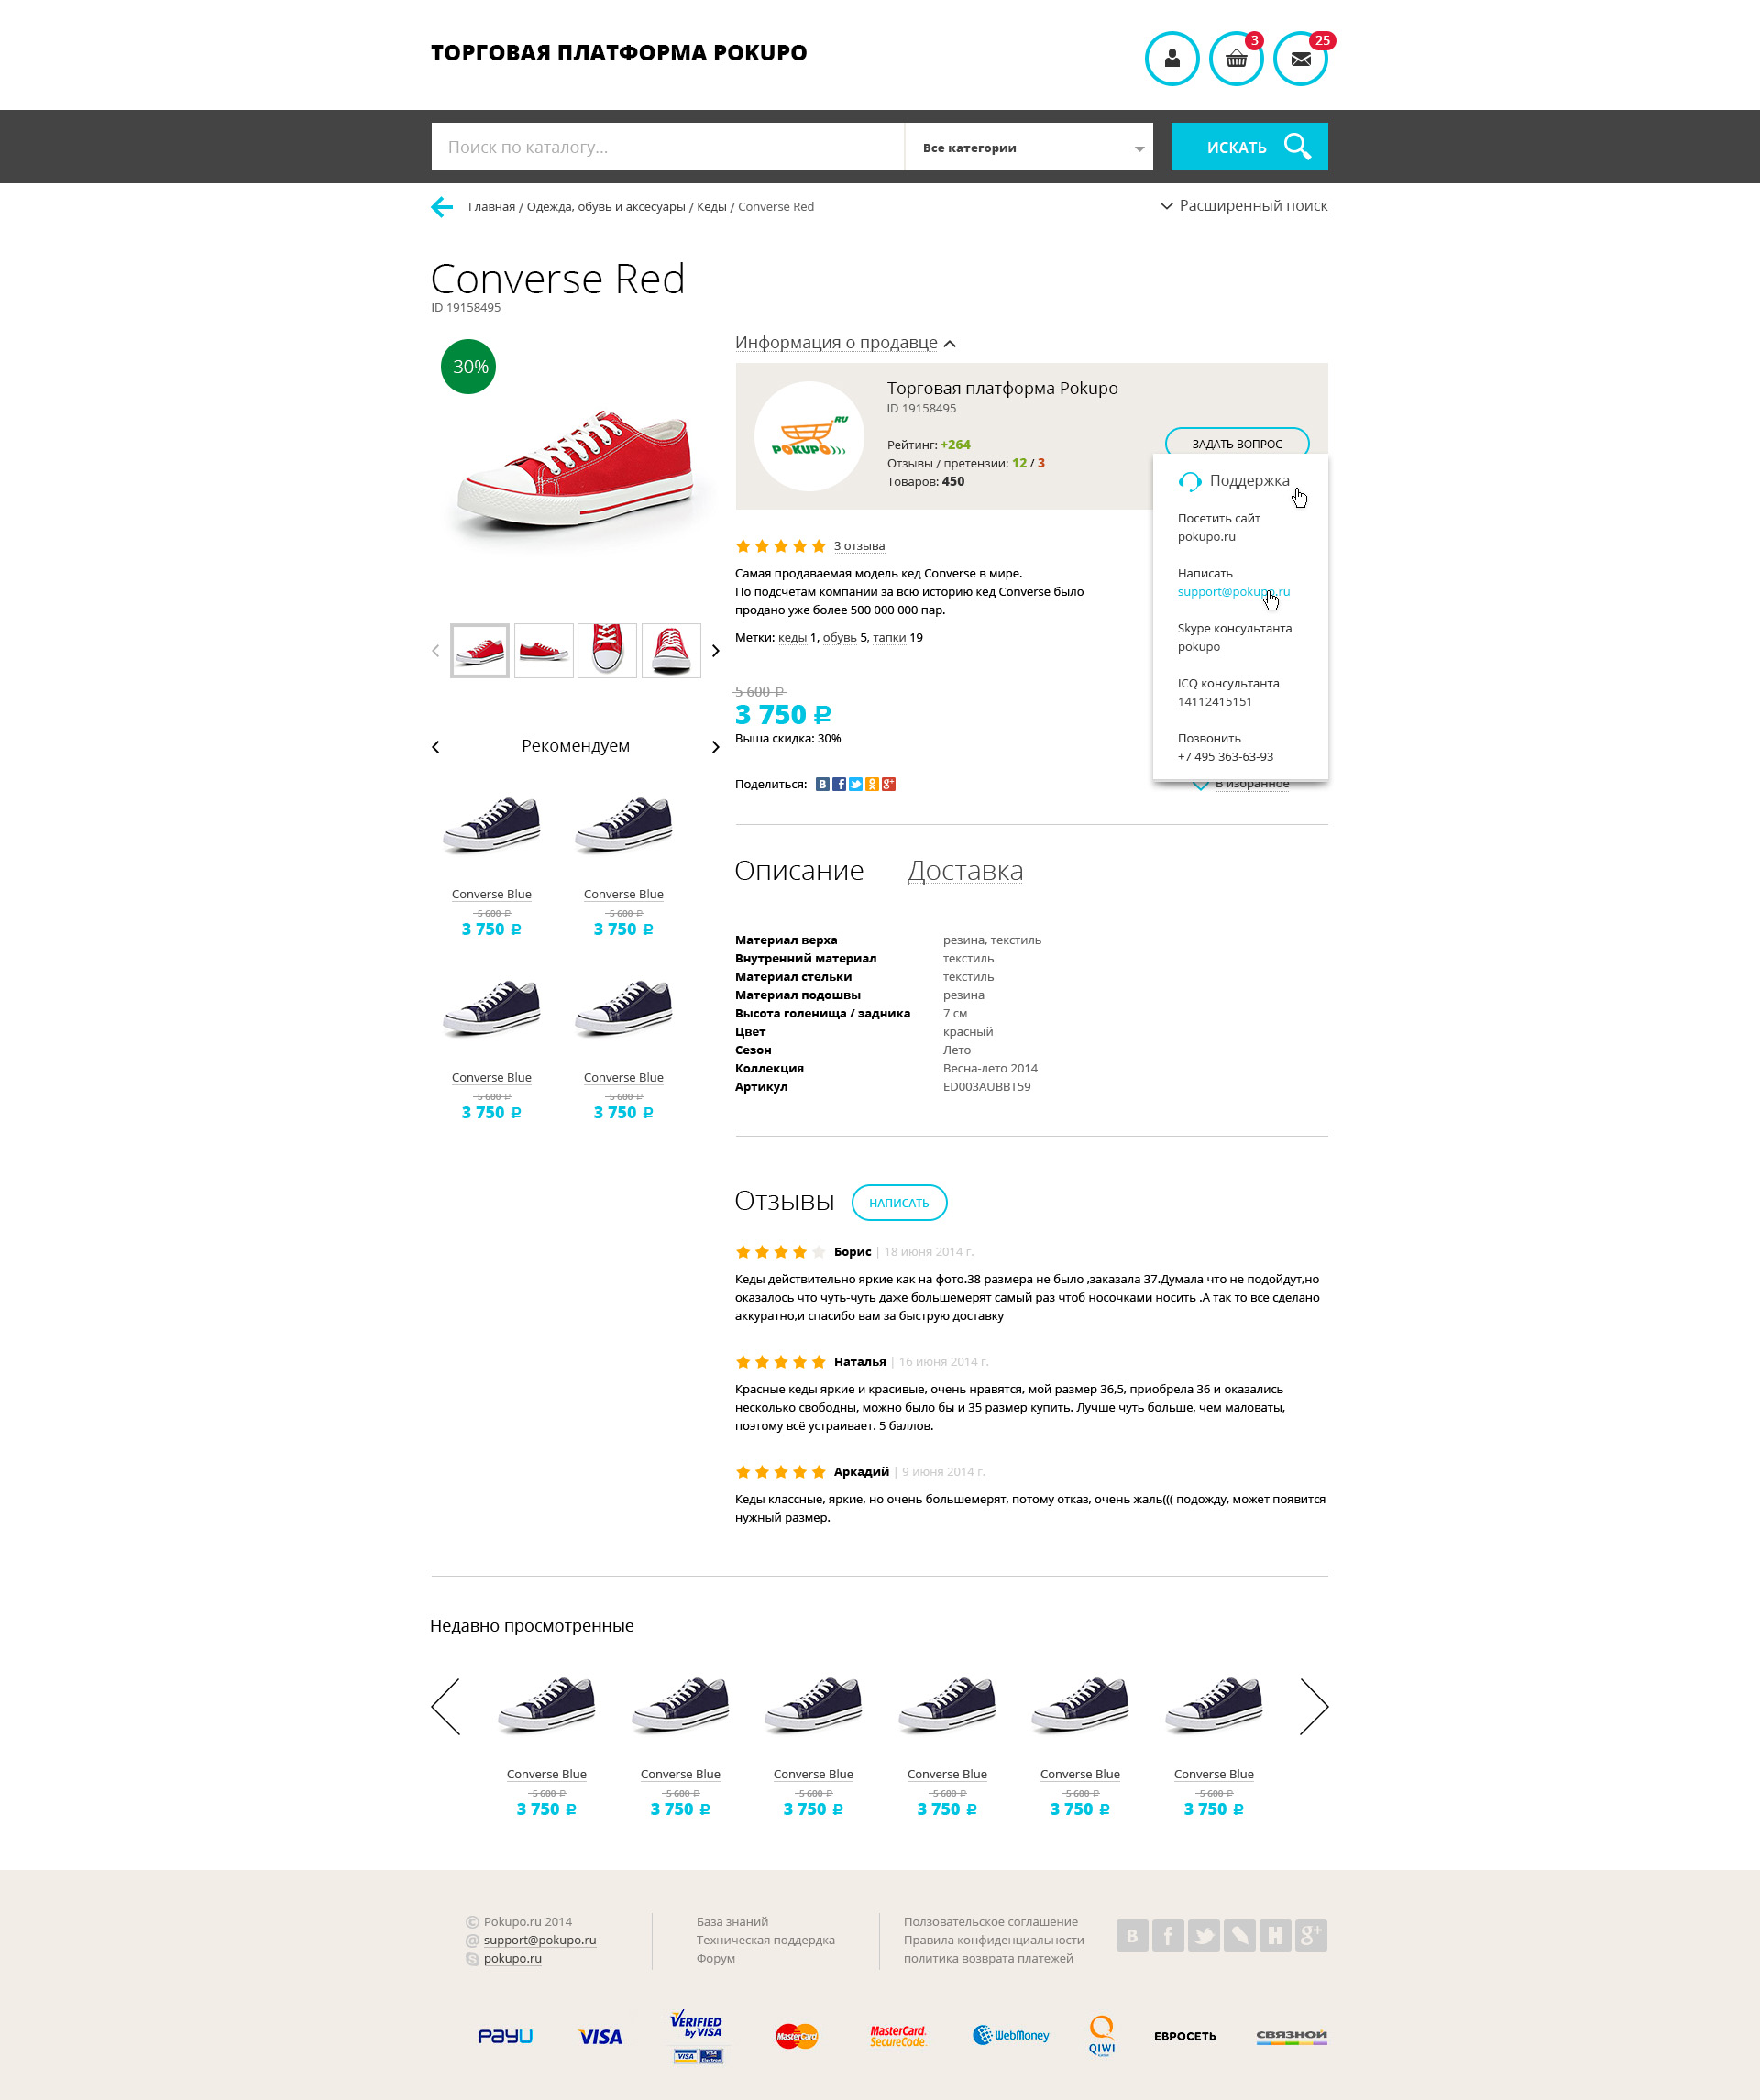 ТОРГОВАЯ ПЛАТФОРМА POKUPO
3
25
Поиск по каталогу...
Все категории
ИСКАТЬ
Главная / Одежда, обувь и аксесуары / Кеды / Converse Red
Расширенный поиск
Converse Red
ID 19158495
-30%
Информация о продавце
.RU
POKUPO
Торговая платформа Pokupo
ID 19158495
Рейтинг: +264
Отзывы / претензии: 12 / 3
Товаров: 450
ЗАДАТЬ ВОПРОС
Поддержка
Посетить сайт
pokupo.ru
Написать
support@pokupo.ru
Skype консультанта
pokupo
ICQ консультанта
14112415151
Позвонить
+7 495 363-63-93
В избранное
3 отзыва
Самая продаваемая модель кед Converse в мире.
По подсчетам компании за всю историю кед Converse было
продано уже более 500 000 000 пар.
Метки: кеды 1, обувь 5, тапки 19
5 600 ₽
3 750 ₽
Выша скидка: 30%
Поделиться:
Рекомендуем
Converse Blue
5 600 ₽
3 750 ₽
Converse Blue
5 600 ₽
3 750 ₽
Converse Blue
5 600 ₽
3 750 ₽
Converse Blue
5 600 ₽
3 750 ₽
Описание Доставка
Материал верха резина, текстиль
Внутренний материал текстиль
Материал стельки текстиль
Материал подошвы резина
Высота голенища / задника 7 см
Цвет красный
Сезон Лето
Коллекция Весна-лето 2014
Артикул ED003AUBBT59
Отзывы
НАПИСАТЬ
Борис | 18 июня 2014 г.
Кеды действительно яркие как на фото.38 размера не было ,заказала 37.Думала что не подойдут,но
оказалось что чуть-чуть даже большемерят самый раз чтоб носочками носить .А так то все сделано
аккуратно,и спасибо вам за быструю доставку
Наталья | 16 июня 2014 г.
Красные кеды яркие и красивые, очень нравятся, мой размер 36,5, приобрела 36 и оказались
несколько свободны, можно было бы и 35 размер купить. Лучше чуть больше, чем маловаты,
поэтому всё устраивает. 5 баллов.
Аркадий | 9 июня 2014 г.
Кеды классные, яркие, но очень большемерят, потому отказ, очень жаль((( подожду, может появится
нужный размер.
Недавно просмотренные
Converse Blue
5 600 ₽
3 750 ₽
Converse Blue
5 600 ₽
3 750 ₽
Converse Blue
5 600 ₽
3 750 ₽
Converse Blue
5 600 ₽
3 750 ₽
Converse Blue
5 600 ₽
3 750 ₽
Converse Blue
5 600 ₽
3 750 ₽
© Pokupo.ru 2014
@ support@pokupo.ru
pokupo.ru
База знаний
Техническая поддердка
Форум
Ползовательское соглашение
Правила конфиденциальности
политика возврата платежей
PayU
VISA
VERIFIED
by VISA
VISA
VISA
Electron
MasterCard
MasterCard.
SecureCode.
WebMoney
QIWI
ЕВРОСЕТЬ
СВЯЗНОЙ